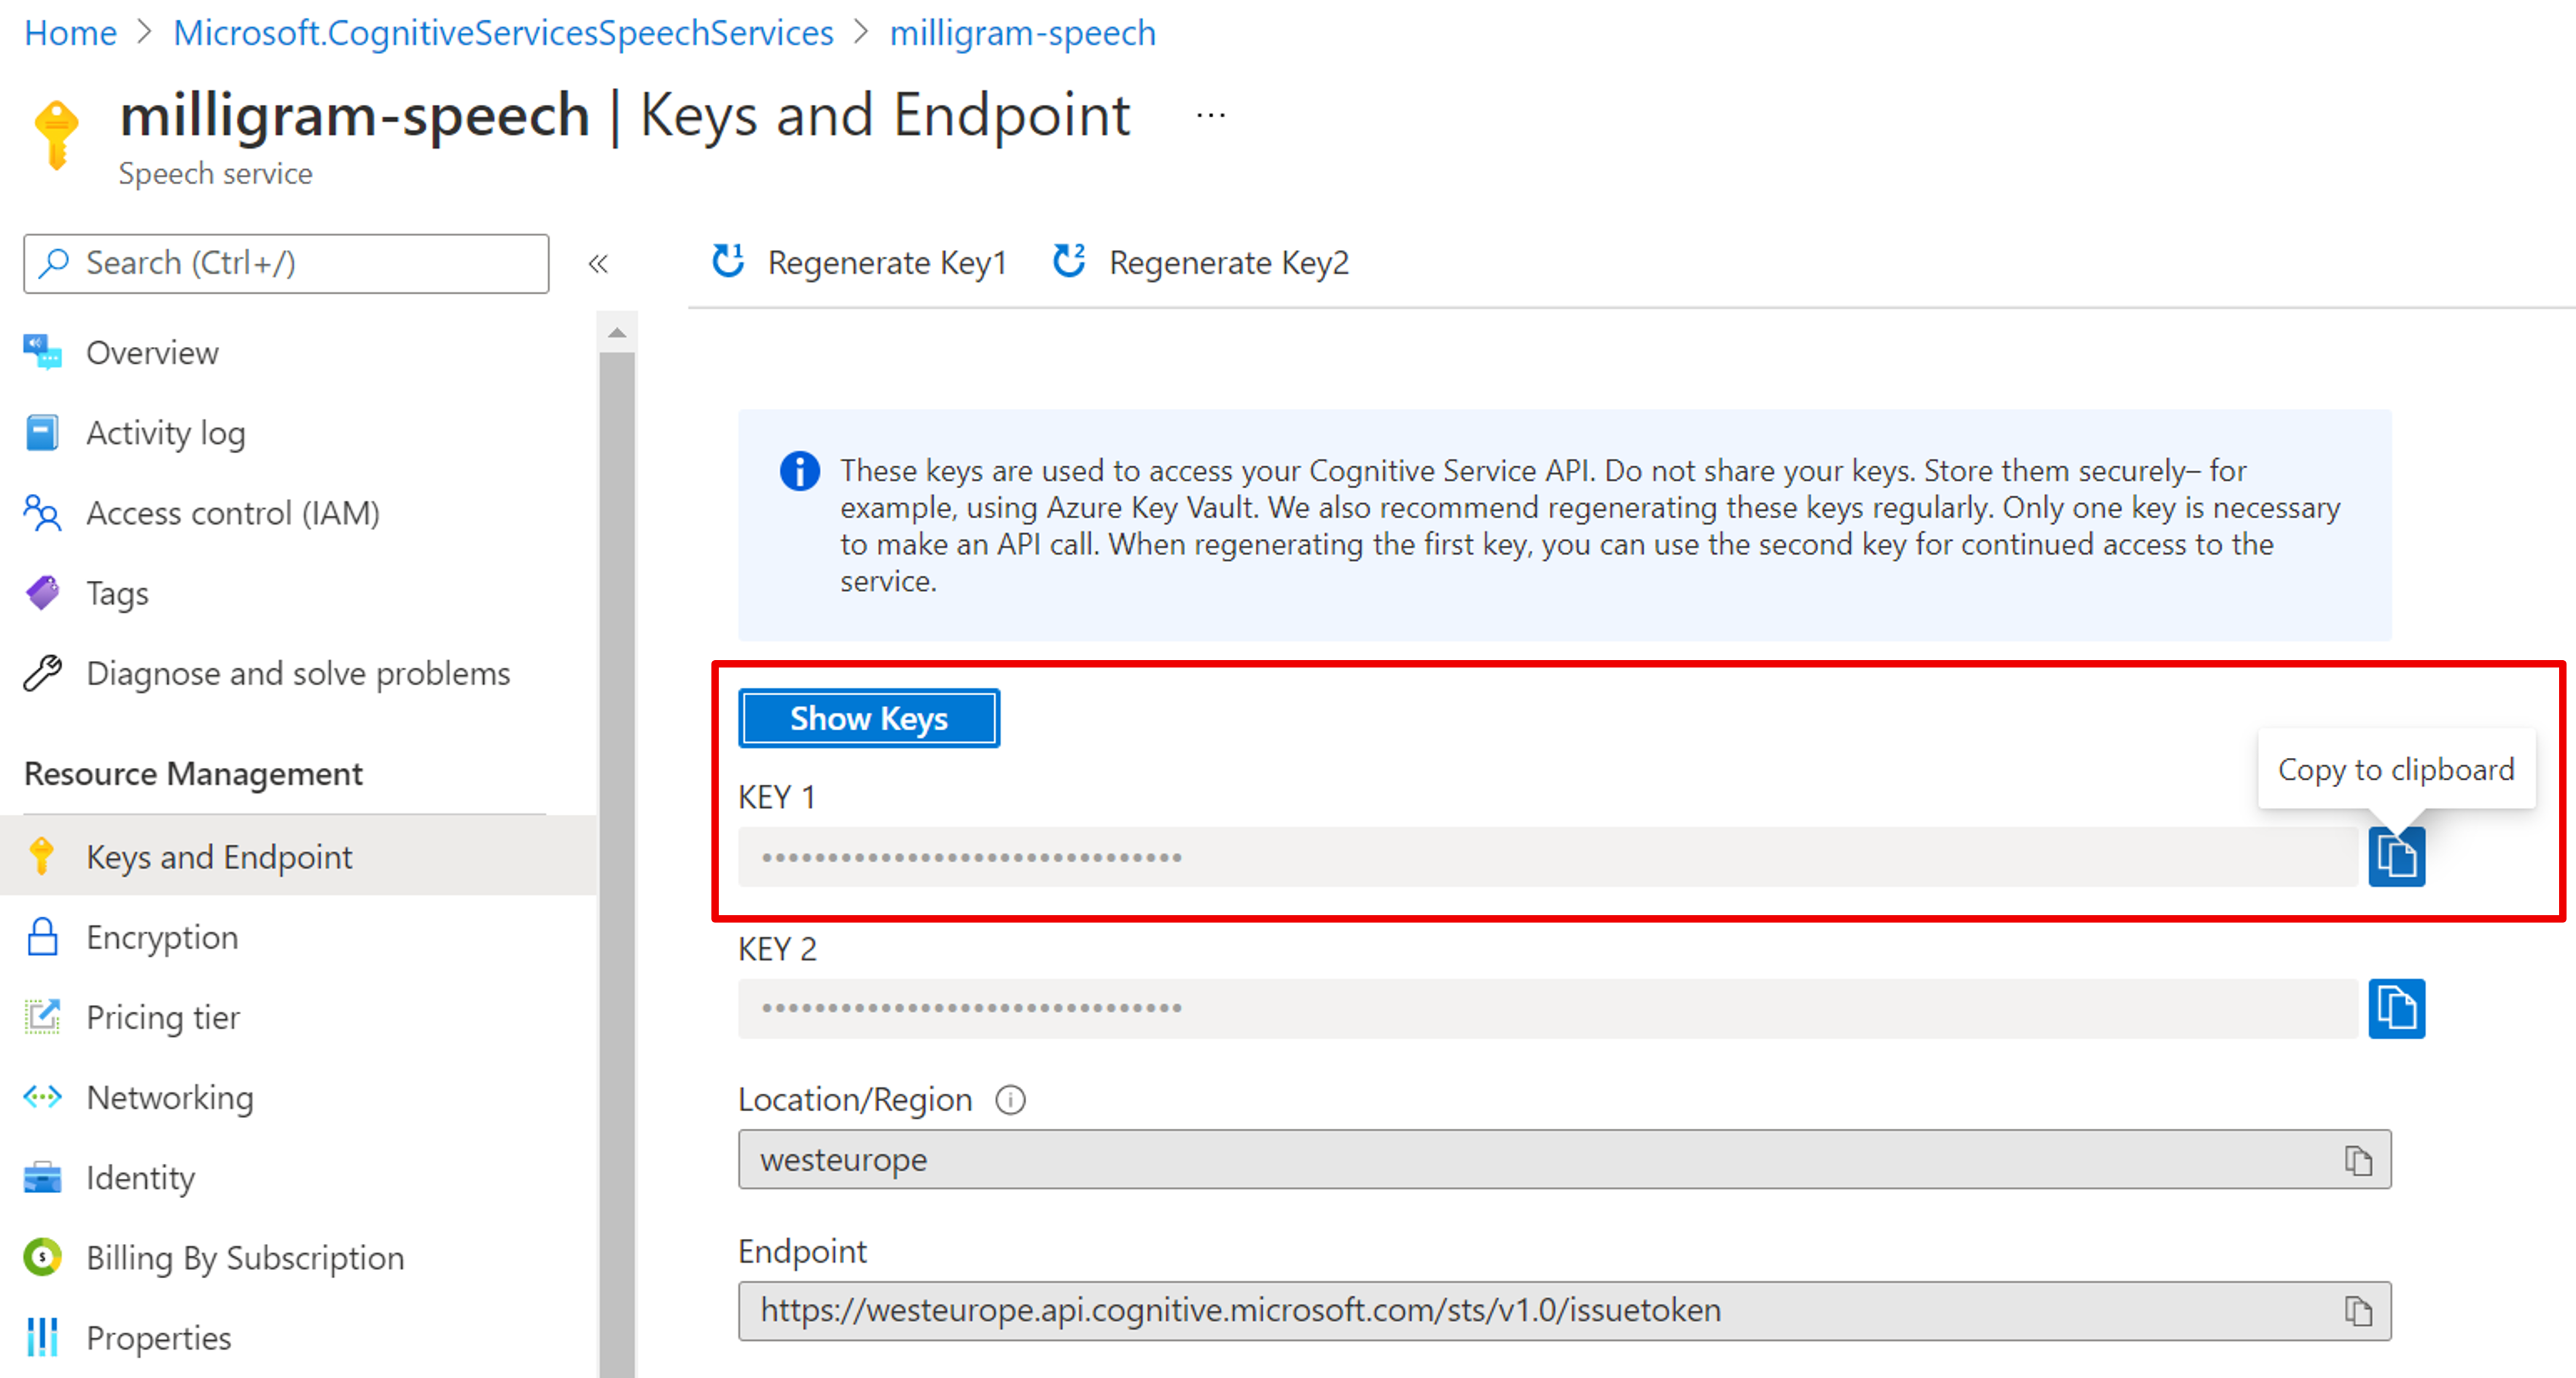 Home > Microsoft.CognitiveServicesSpeechServices > milligram-speech
milligram-speech | Keys and Endpoint ...
Speech service
Search (Ctrl+/)
«
Overview
Activity log
Access control (IAM)
Tags
Diagnose and solve problems
Resource Management
Keys and Endpoint
Encryption
Pricing tier
Networking
Identity
Billing By Subscription
Properties
Regenerate Key1
Regenerate Key2
These keys are used to access your Cognitive Service API. Do not share your keys. Store them securely– for
example, using Azure Key Vault. We also recommend regenerating these keys regularly. Only one key is necessary
to make an API call. When regenerating the first key, you can use the second key for continued access to the
service.
Show Keys
Copy to clipboard
KEY 1
••••••••••••••••••••••••••••••••
KEY 2
••••••••••••••••••••••••••••••••
Location/Region
westeurope
Endpoint
https://westeurope.api.cognitive.microsoft.com/sts/v1.0/issuetoken